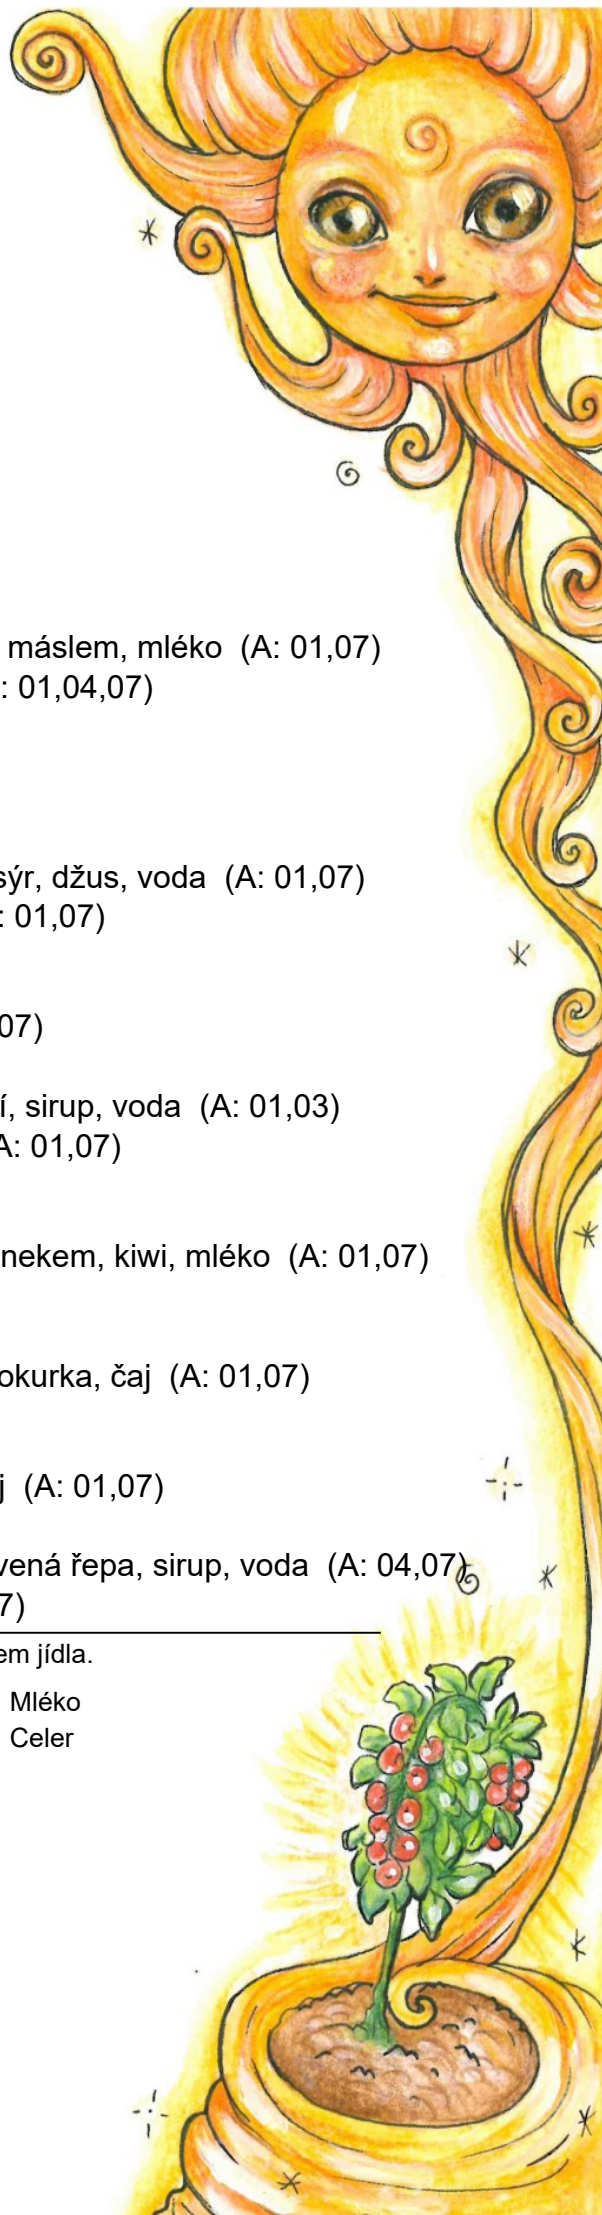 máslem, mléko (A: 01,07)
: 01,04,07)
sýr, džus, voda (A: 01,07)
: 01,07)
07)
í, sirup, voda (A: 01,03)
A: 01,07)
nekem, kiwi, mléko (A: 01,07)
okurka, čaj (A: 01,07)
j (A: 01,07)
vená řepa, sirup, voda (A: 04,07)
7)
em jídla.
Mléko
Celer